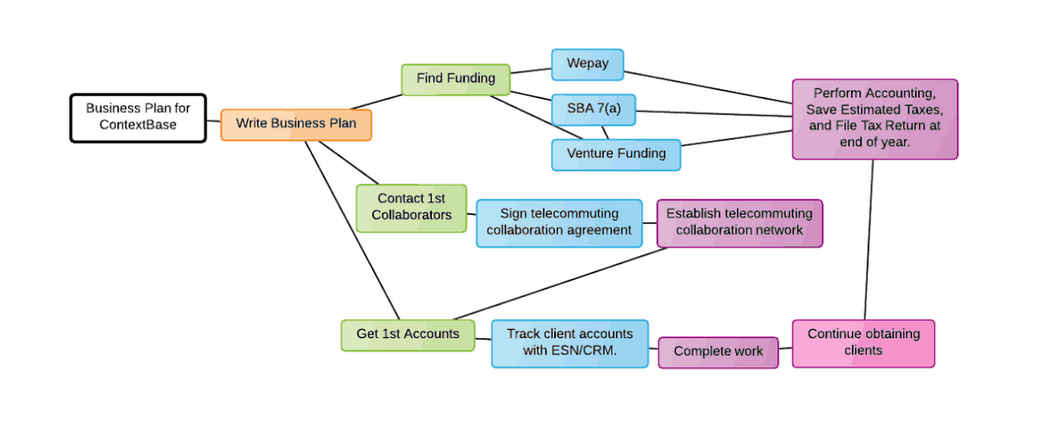 Business Plan for
ContextBase
Write Business Plan
Find Funding
Wepay
SBA 7(a)
Venture Funding
Perform Accounting,
Save Estimated Taxes,
and File Tax Return at
end of year.
Contact 1st
Collaborators
Sign telecommuting
collaboration agreement
Establish telecommuting
collaboration network
Get 1st Accounts
Track client accounts
with ESN/CRM.
Complete work
Continue obtaining
clients